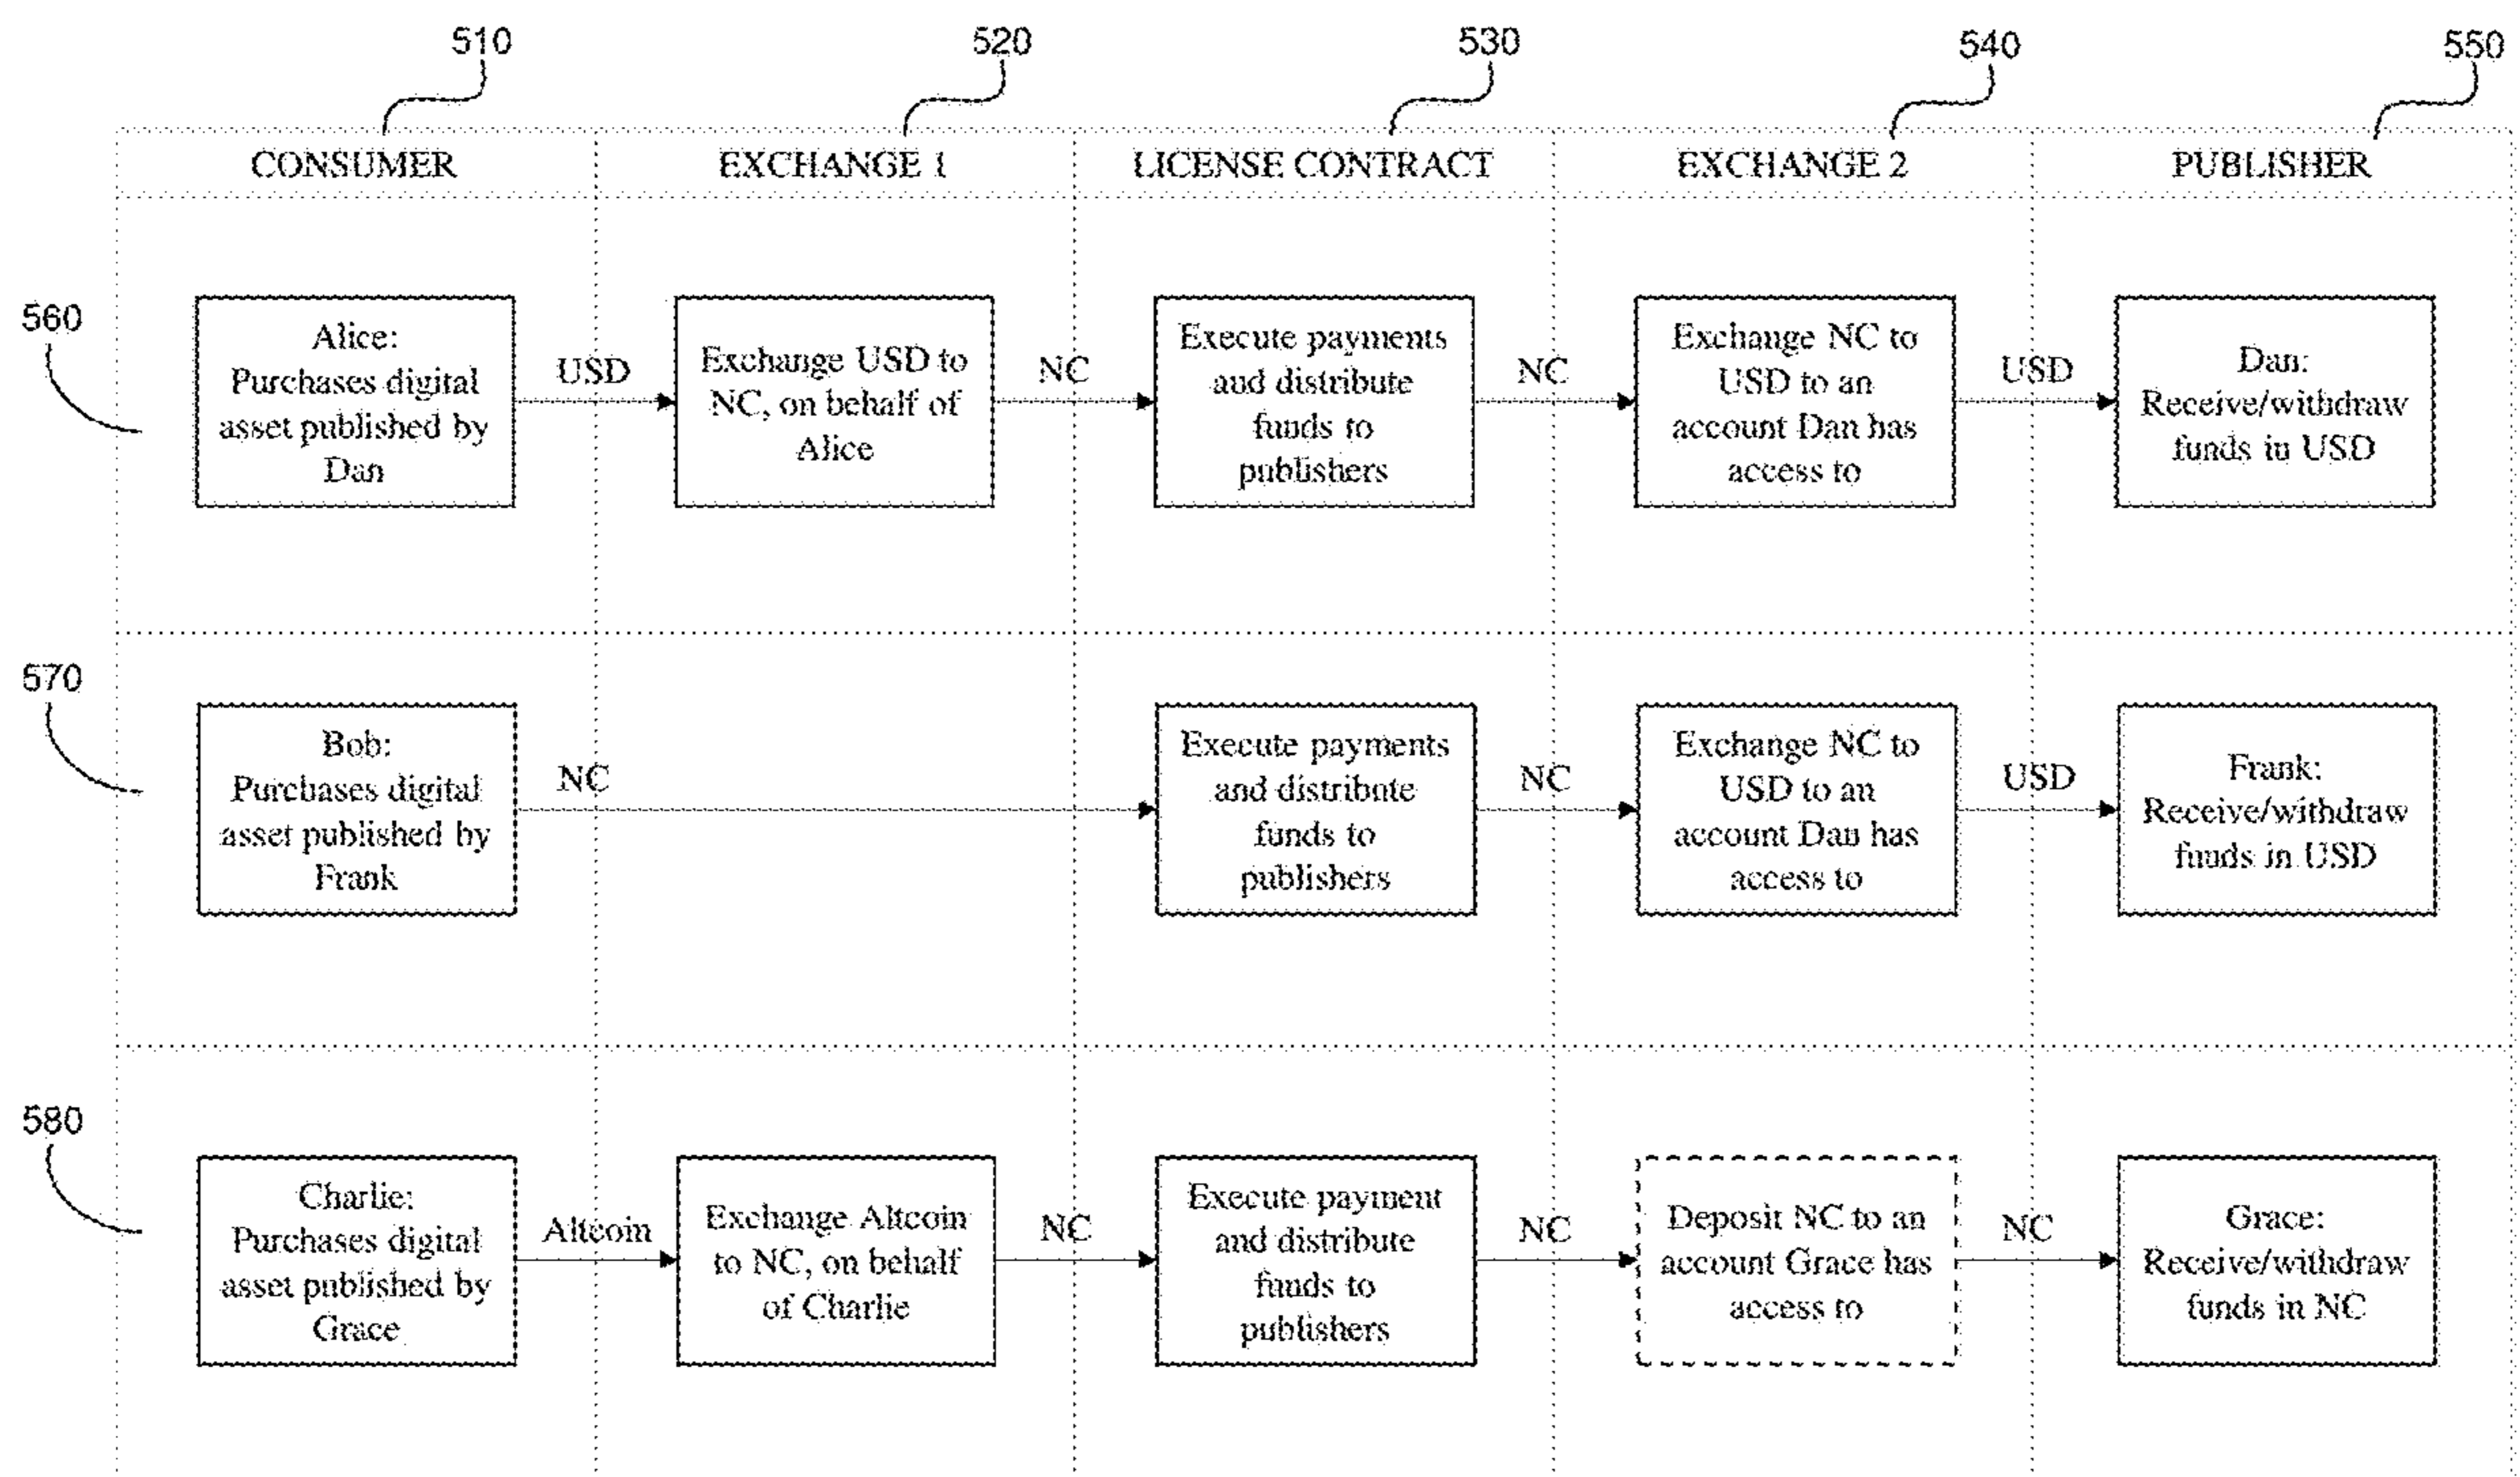 510
520
530
540
550
CONSUMER
EXCHANGE 1
LICENSE CONTRACT
EXCHANGE 2
PUBLISHER
560
Alice:
Purchases digital
asset published by
Dan
USD
Exchange USD to
NC, on behalf of
Alice
NC
Execute payments
and distribute
funds to
publishers
NC
Exchange NC to
USD to an
account Dan has
access to
USD
Dan:
Receive/withdraw
funds in USD
570
Bob:
Purchases digital
asset published by
Frank
NC
Execute payments
and distribute
funds to
publishers
NC
Exchange NC to
USD to an
account Dan has
access to
USD
Frank:
Receive/withdraw
funds in USD
580
Charlie:
Purchases digital
asset published by
Grace
Altcoin
Exchange Altcoin
to NC, on behalf
of Charlie
NC
Execute payment
and distribute
funds to
publishers
NC
Deposit NC to an
account Grace has
access to
NC
Grace:
Receive/withdraw
funds in NC